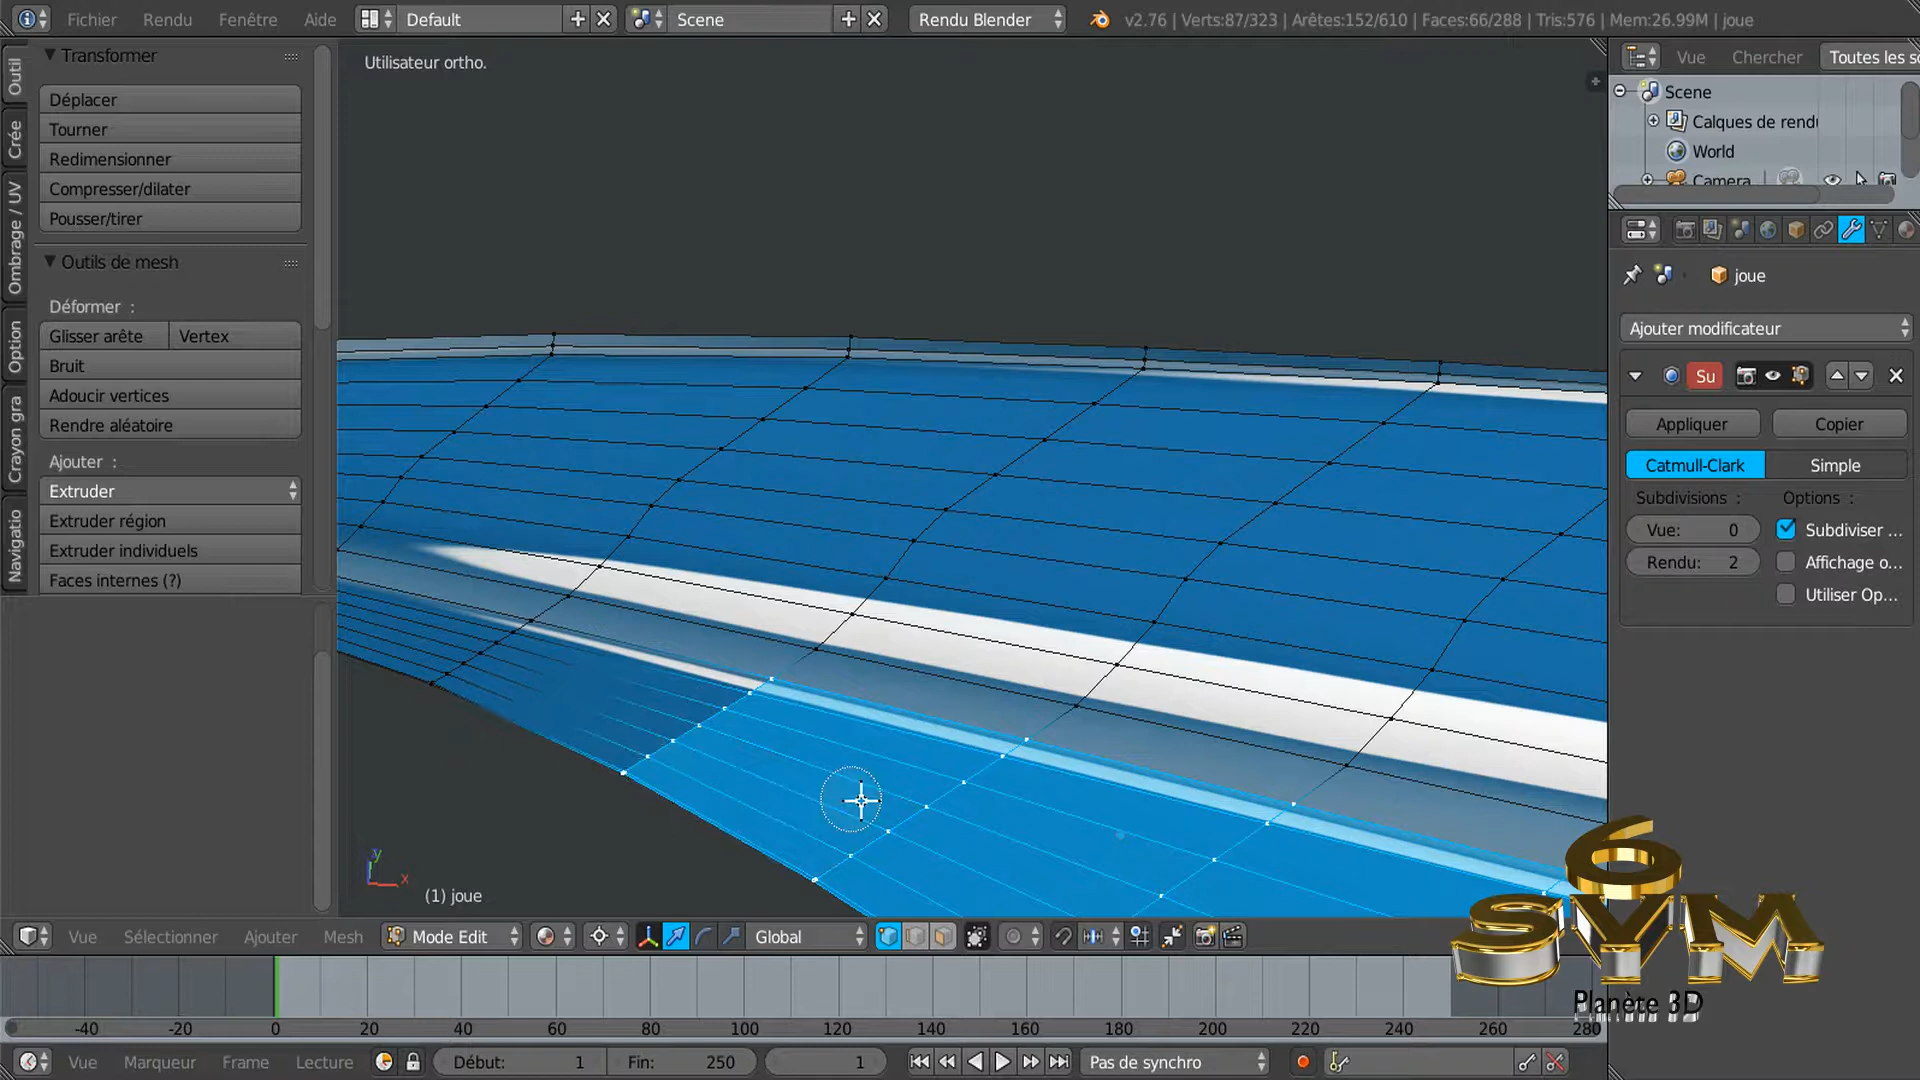 Fichier Rendu Fenêtre Aide Default Scene Rendu Blender v2.76 | Verts:87/323 | Arêtes:152/610 | Faces:66/288 | Tris:576 | Mem:26.99M | joue
Transformer
Déplacer
Tourner
Redimensionner
Compresser/dilater
Pousser/tirer
Outils de mesh
Déformer :
Glisser arête Vertex
Bruit
Adoucir vertices
Rendre aléatoire
Ajouter :
Extruder
Extruder région
Extruder individuels
Faces internes (?)
Outil
Crée
Ombrage / UV
Option
Crayon gra
Navigatio
Utilisateur ortho.
y
x
(1) joue
Vue Chercher Toutes les s
Scene
Calques de rend
World
Camera
joue
Ajouter modificateur
Su
Appliquer Copier
Catmull-Clark Simple
Subdivisions : Options :
Vue: 0 Subdiviser ...
Rendu: 2 Affichage o...
Utiliser Op...
Vue Sélectionner Ajouter Mesh Mode Edit Global
6
SYM
Planète 3D
-40 -20 0 20 40 60 80 100 120 140 160 180 200 220 240 260 280
Vue Marqueur Frame Lecture Début: 1 Fin: 250 1 Pas de synchro